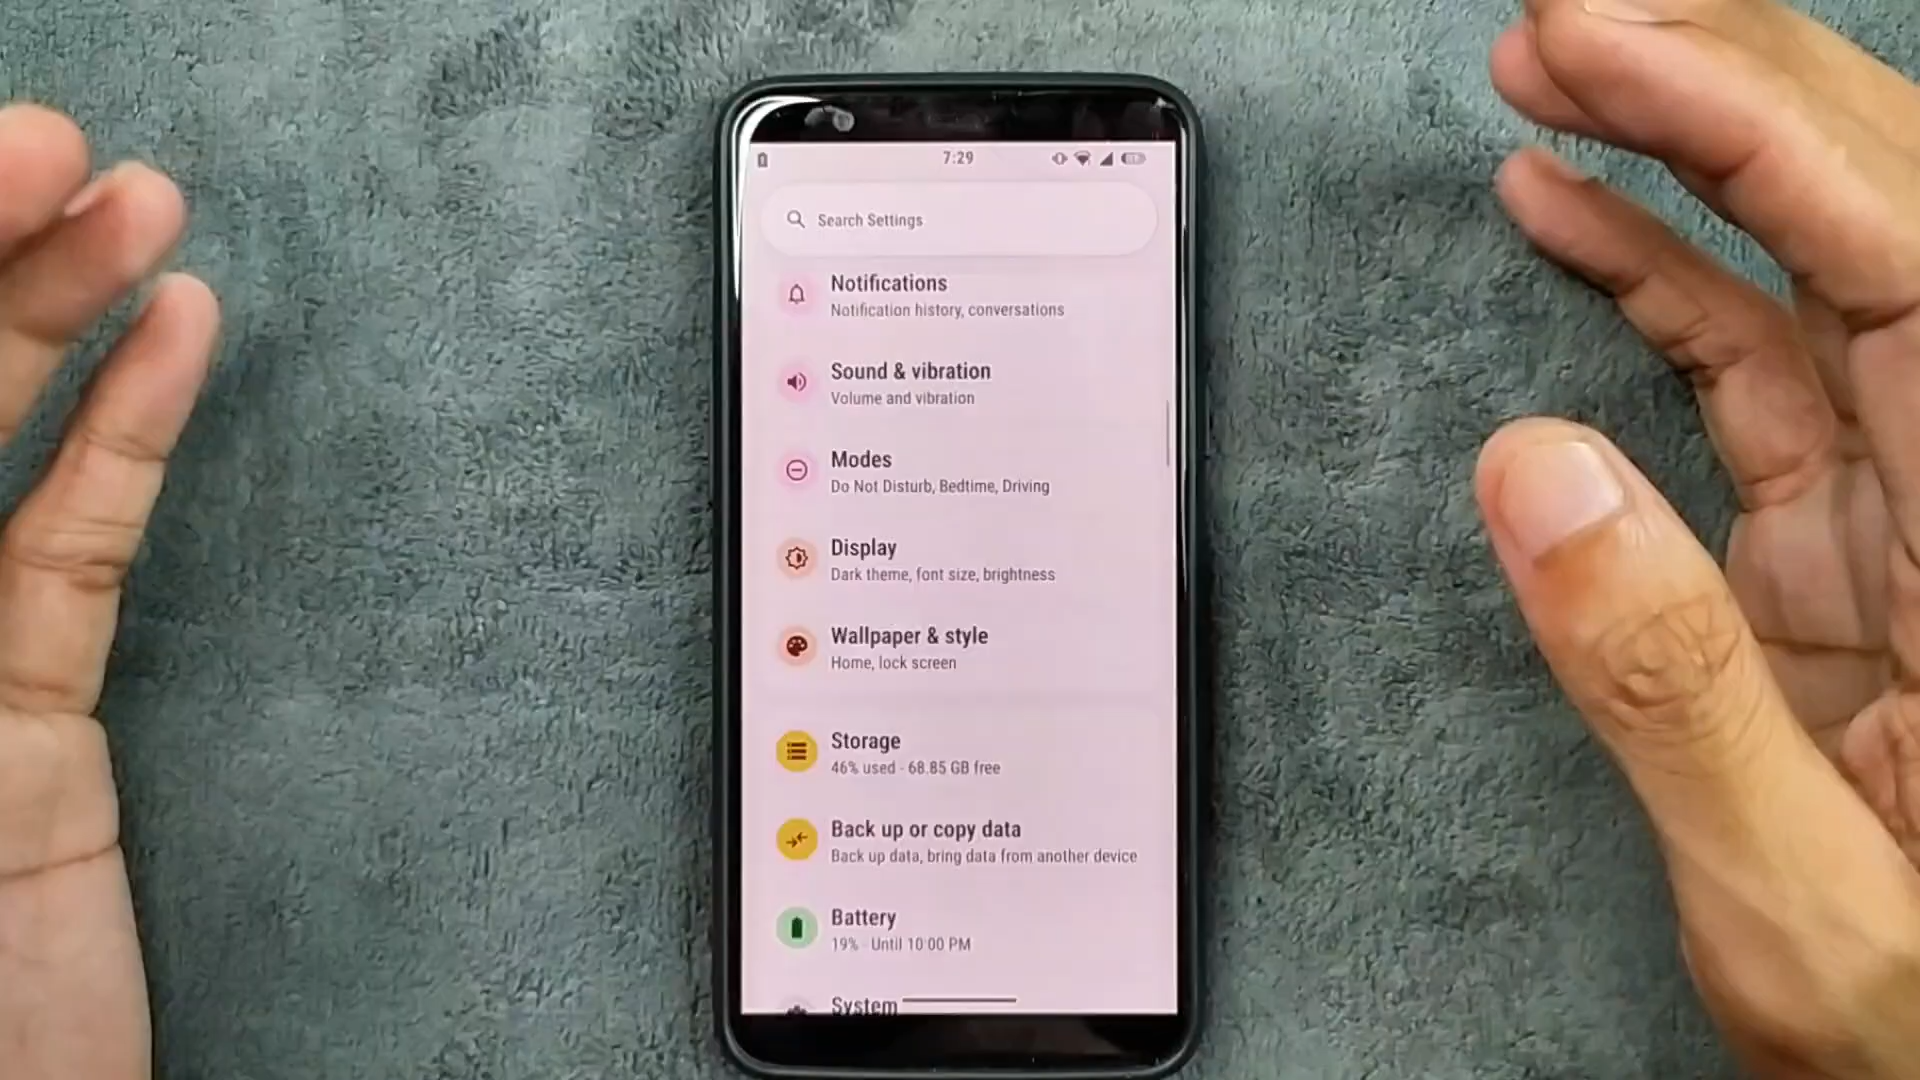 7:29
Search Settings
Notifications
Notification history, conversations
Sound & vibration
Volume and vibration
Modes
Do Not Disturb, Bedtime, Driving
Display
Dark theme, font size, brightness
Wallpaper & style
Home, lock screen
Storage
46% used - 68.85 GB free
Back up or copy data
Back up data, bring data from another device
Battery
19% · Until 10:00 PM
System